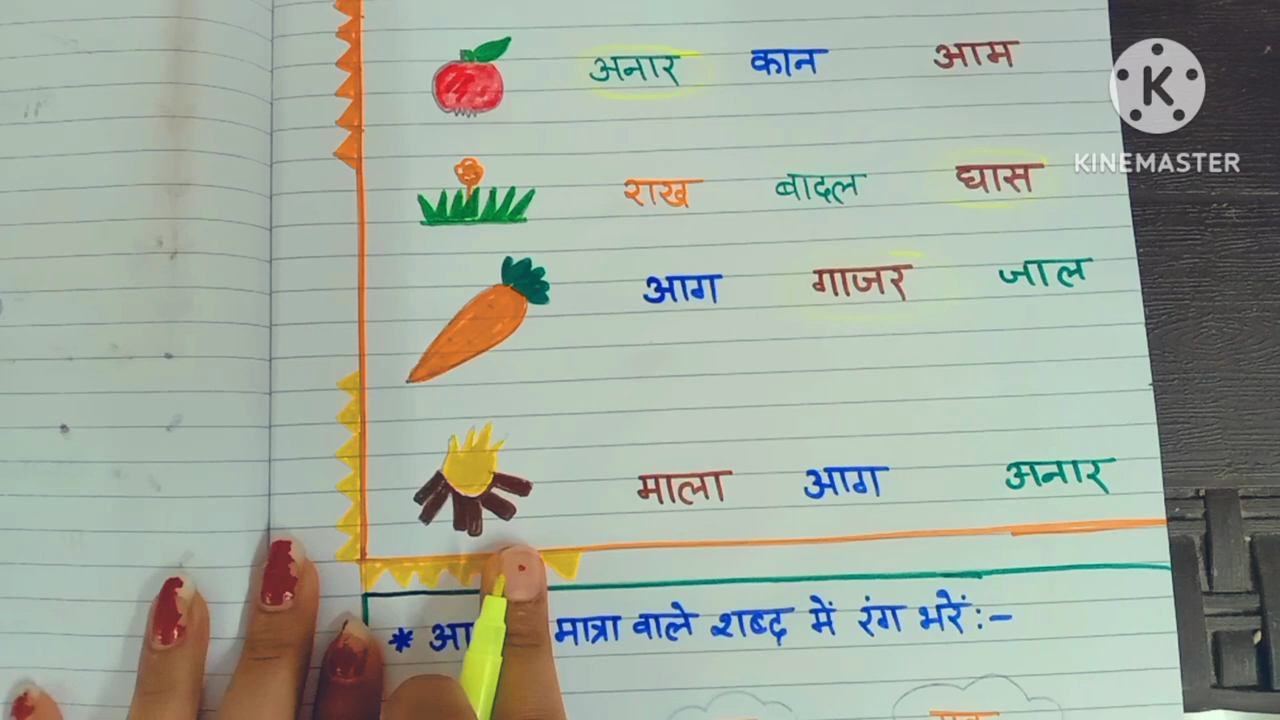 अनार कान आम
K
KINEMASTER
राख बादल घास
आग गाजर जाल
माला आग अनार
* आ मात्रा वाले शब्द में रंग भरें :-